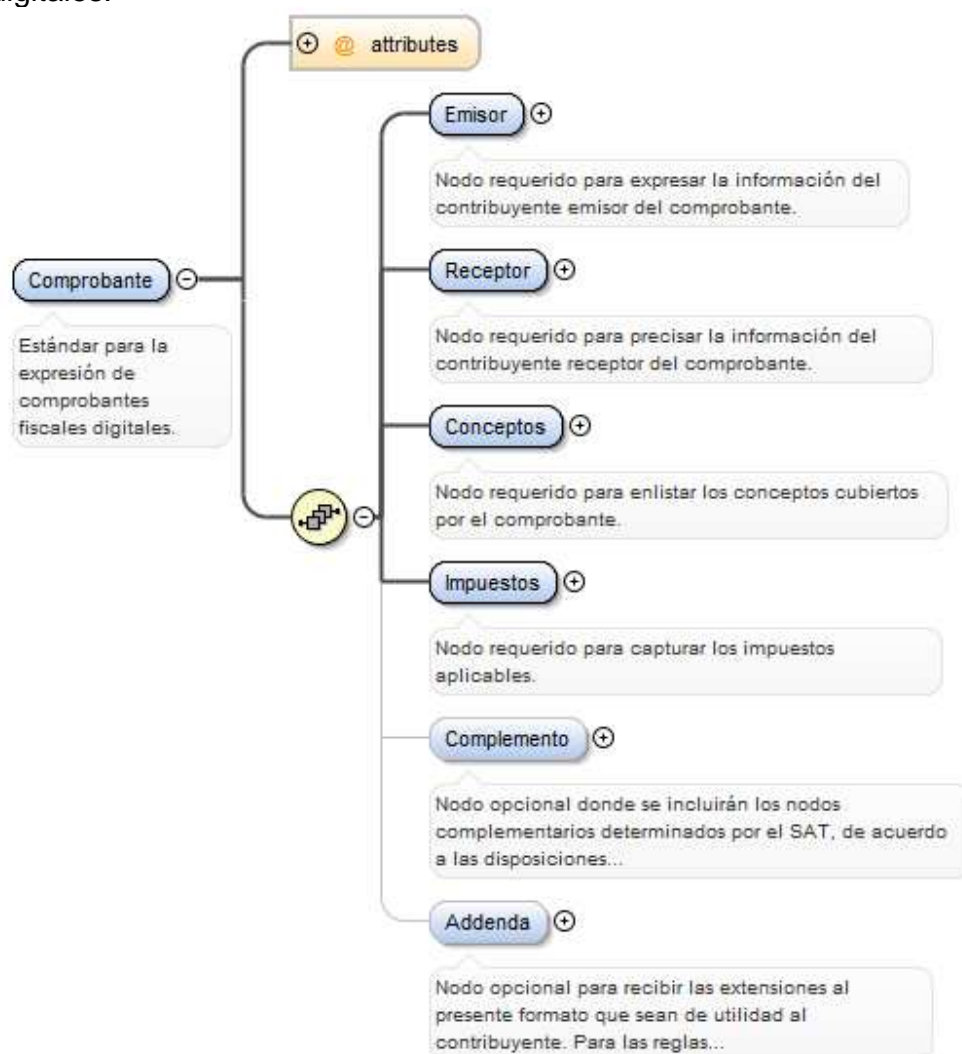 digitales.
@ attributes
Emisor
Nodo requerido para expresar la información del
contribuyente emisor del comprobante.
Comprobante
Estándar para la
expresión de
comprobantes
fiscales digitales.
Receptor
Nodo requerido para precisar la información del
contribuyente receptor del comprobante.
Conceptos
Nodo requerido para enlistar los conceptos cubiertos
por el comprobante.
Impuestos
Nodo requerido para capturar los impuestos
aplicables.
Complemento
Nodo opcional donde se incluirán los nodos
complementarios determinados por el SAT, de acuerdo
a las disposiciones...
Addenda
Nodo opcional para recibir las extensiones al
presente formato que sean de utilidad al
contribuyente. Para las reglas...